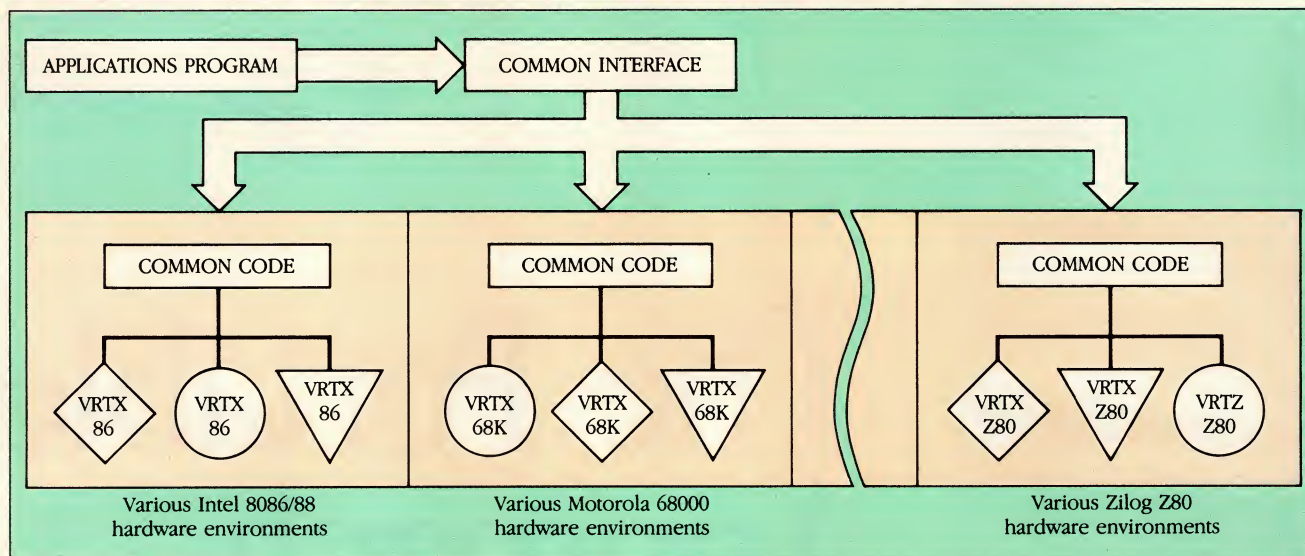 APPLICATIONS PROGRAM
COMMON INTERFACE
COMMON CODE
VRTX
86
VRTX
86
VRTX
86
Various Intel 8086/88
hardware environments
COMMON CODE
VRTX
68K
VRTX
68K
VRTX
68K
Various Motorola 68000
hardware environments
COMMON CODE
VRTX
Z80
VRTX
Z80
VRTZ
Z80
Various Zilog Z80
hardware environments